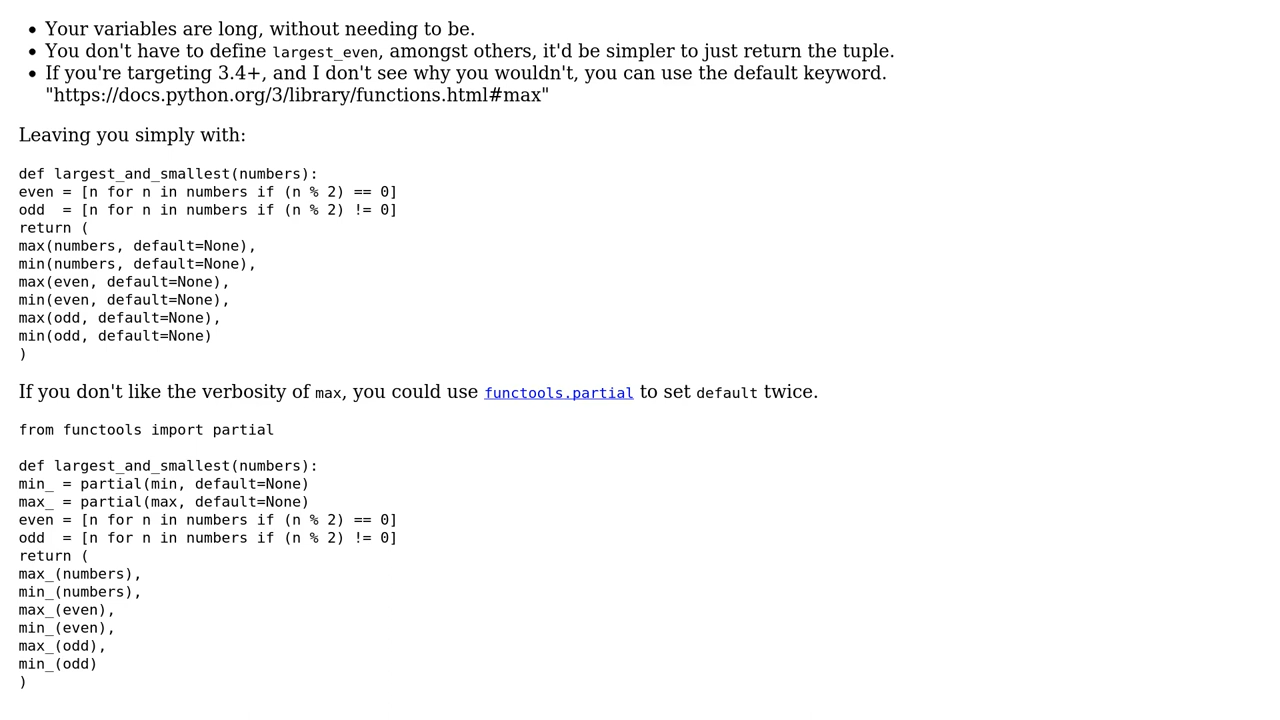 • Your variables are long, without needing to be.
• You don't have to define largest_even, amongst others, it'd be simpler to just return the tuple.
• If you're targeting 3.4+, and I don't see why you wouldn't, you can use the default keyword.
"https://docs.python.org/3/library/functions.html#max"
Leaving you simply with:
def largest_and_smallest(numbers):
even = [n for n in numbers if (n % 2) == 0]
odd  = [n for n in numbers if (n % 2) != 0]
return (
max(numbers, default=None),
min(numbers, default=None),
max(even, default=None),
min(even, default=None),
max(odd, default=None),
min(odd, default=None)
)
If you don't like the verbosity of max, you could use functools.partial to set default twice.
from functools import partial
def largest_and_smallest(numbers):
min_ = partial(min, default=None)
max_ = partial(max, default=None)
even = [n for n in numbers if (n % 2) == 0]
odd  = [n for n in numbers if (n % 2) != 0]
return (
max_(numbers),
min_(numbers),
max_(even),
min_(even),
max_(odd),
min_(odd)
)